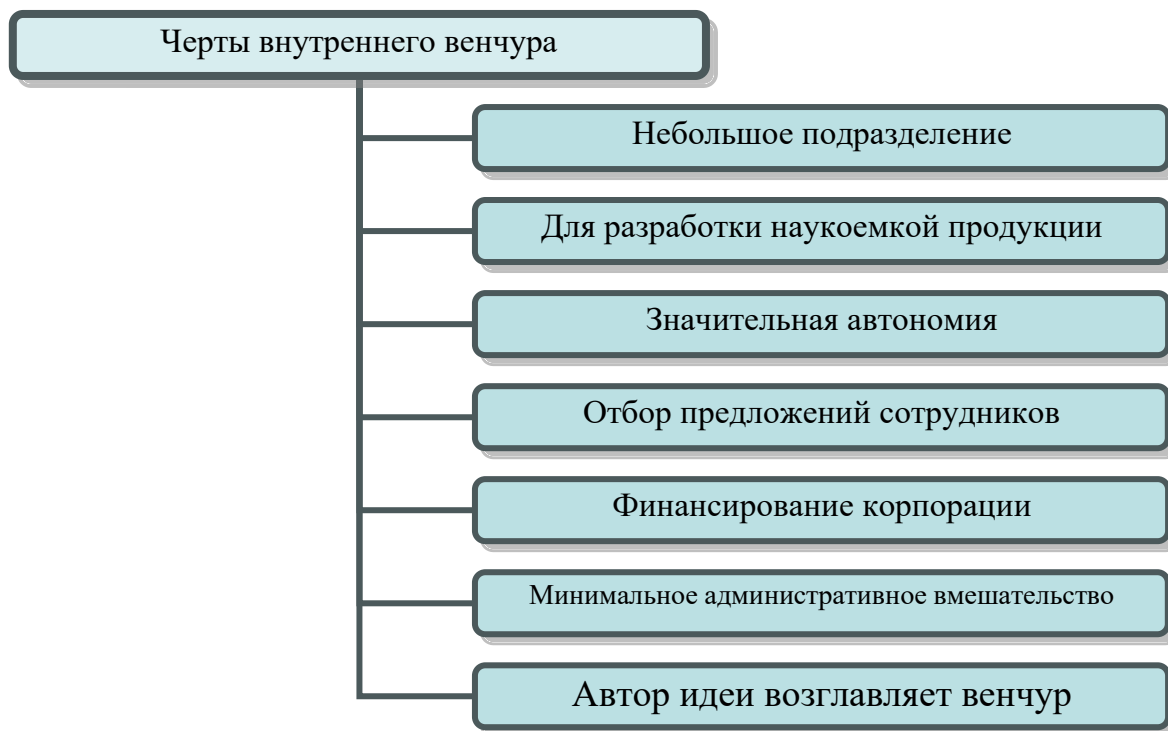 Черты внутреннего венчура
Небольшое подразделение
Для разработки наукоемкой продукции
Значительная автономия
Отбор предложений сотрудников
Финансирование корпорации
Минимальное административное вмешательство
Автор идеи возглавляет венчур